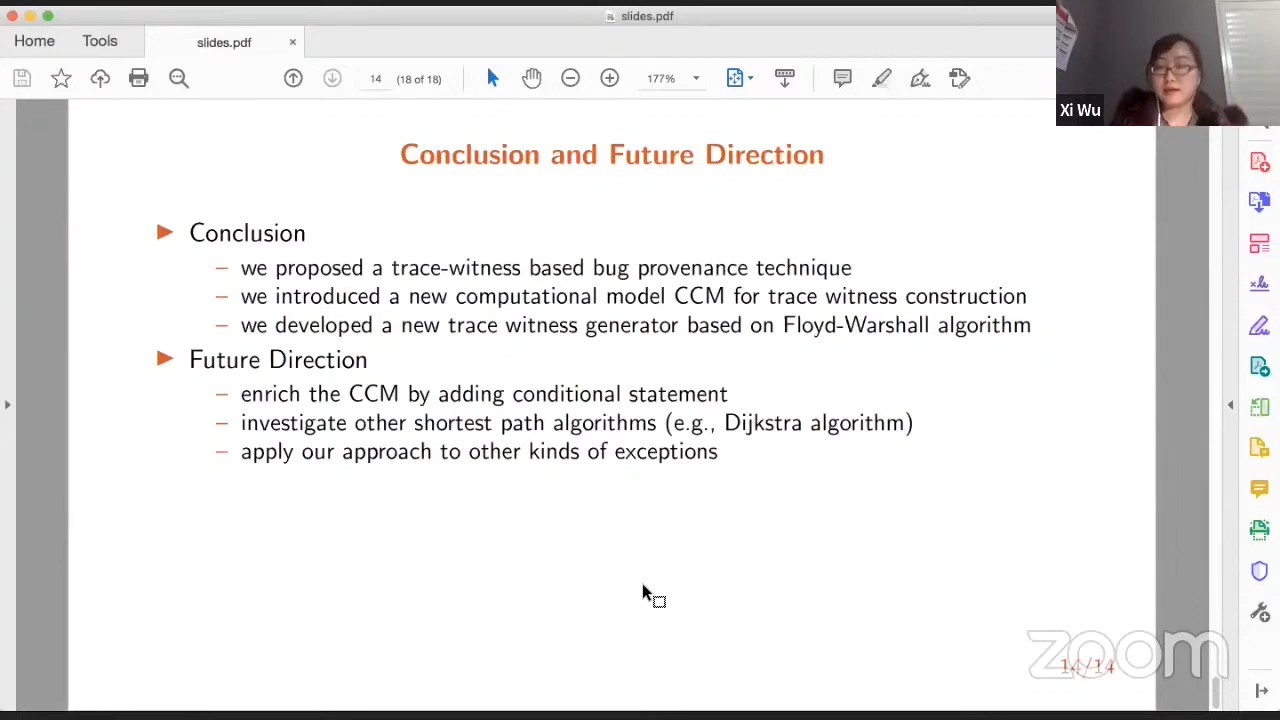 slides.pdf
Home
Tools
slides.pdf ×
14 (18 of 18)
177%
Xi Wu
Conclusion and Future Direction
Conclusion
– we proposed a trace-witness based bug provenance technique
– we introduced a new computational model CCM for trace witness construction
– we developed a new trace witness generator based on Floyd-Warshall algorithm
Future Direction
– enrich the CCM by adding conditional statement
– investigate other shortest path algorithms (e.g., Dijkstra algorithm)
– apply our approach to other kinds of exceptions
zoom
14/14